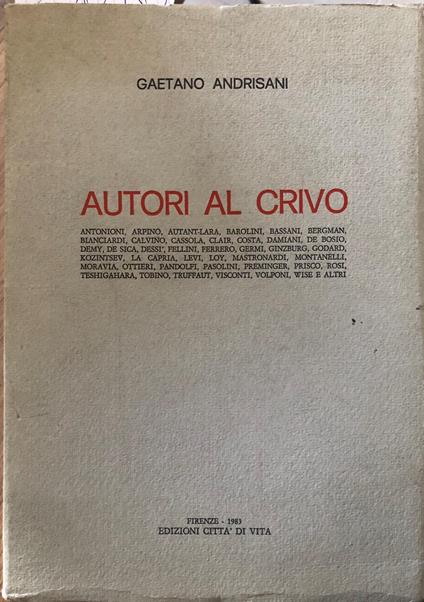 GAETANO ANDRISANI
AUTORI AL CRIVO
ANTONIONI, ARPINO, AUTANT-LARA, BAROLINI, BASSANI, BERGMAN,
BIANCIARDI, CALVINO, CASSOLA, CLAIR, COSTA, DAMIANI, DE BOSIO,
DEMY, DE SICA, DESSI', FELLINI, FERRERO, GERMI, GINZBURG, GODARD,
KOZINTSEV, LA CAPRIA, LEVI, LOY, MASTRONARDI, MONTANELLI,
MORAVIA, OTTIERI, PANDOLFI, PASOLINI, PREMINGER, PRISCO, ROSI,
TESHIGAHARA, TOBINO, TRUFFAUT, VISCONTI, VOLPONI, WISE E ALTRI
FIRENZE - 1983
EDIZIONI CITTA' DI VITA